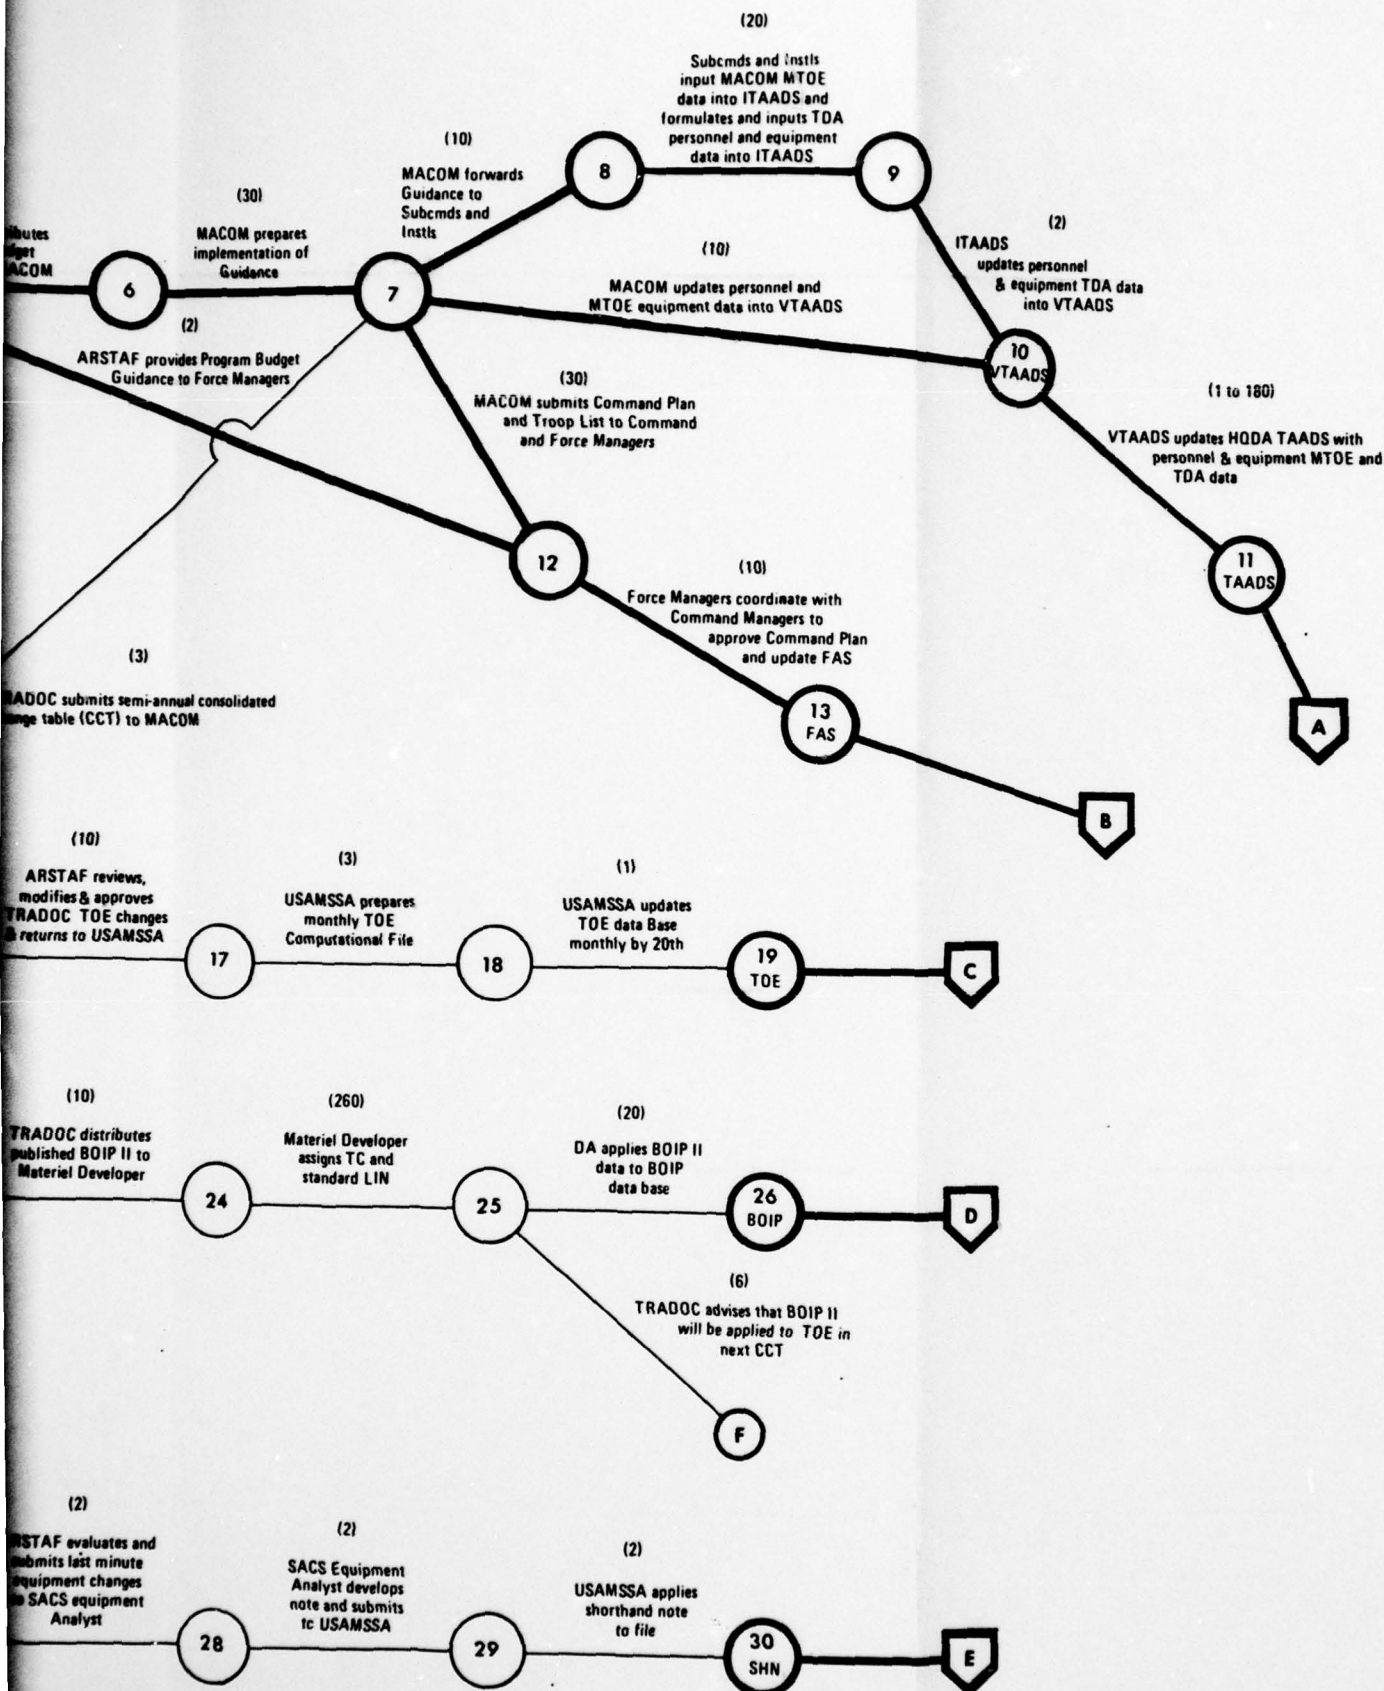 (20)
Subcmds and Instls
input MACOM MTOE
data into ITAADS and
formulates and inputs TDA
personnel and equipment
data into ITAADS
8
9
(10)
MACOM forwards
Guidance to
Subcmds and
Instls
(30)
MACOM prepares
implementation of
Guidance
ACOM
6
7
(2)
ITAADS
updates personnel
& equipment TDA data
into VTAADS
(10)
MACOM updates personnel and
MTOE equipment data into VTAADS
10
VTAADS
(2)
ARSTAF provides Program Budget
Guidance to Force Managers
(30)
MACOM submits Command Plan
and Troop List to Command
and Force Managers
(1 to 180)
VTAADS updates HQDA TAADS with
personnel & equipment MTOE and
TDA data
12
11
TAADS
(10)
Force Managers coordinate with
Command Managers to
approve Command Plan
and update FAS
(3)
RADOC submits semi-annual consolidated
table (CCT) to MACOM
13
FAS
A
B
(10)
ARSTAF reviews,
modifies & approves
TRADOC TOE changes
& returns to USAMSSA
17
(3)
USAMSSA prepares
monthly TOE
Computational File
18
(1)
USAMSSA updates
TOE data Base
monthly by 20th
19
TOE
C
(10)
TRADOC distributes
published BOIP II to
Materiel Developer
24
(260)
Materiel Developer
assigns TC and
standard LIN
25
(20)
DA applies BOIP II
data to BOIP
data base
26
BOIP
D
(6)
TRADOC advises that BOIP II
will be applied to TOE in
next CCT
F
(2)
RSTAF evaluates and
submits last minute
equipment changes
SACS equipment
Analyst
28
(2)
SACS Equipment
Analyst develops
note and submits
to USAMSSA
29
(2)
USAMSSA applies
shorthand note
to file
30
SHN
E